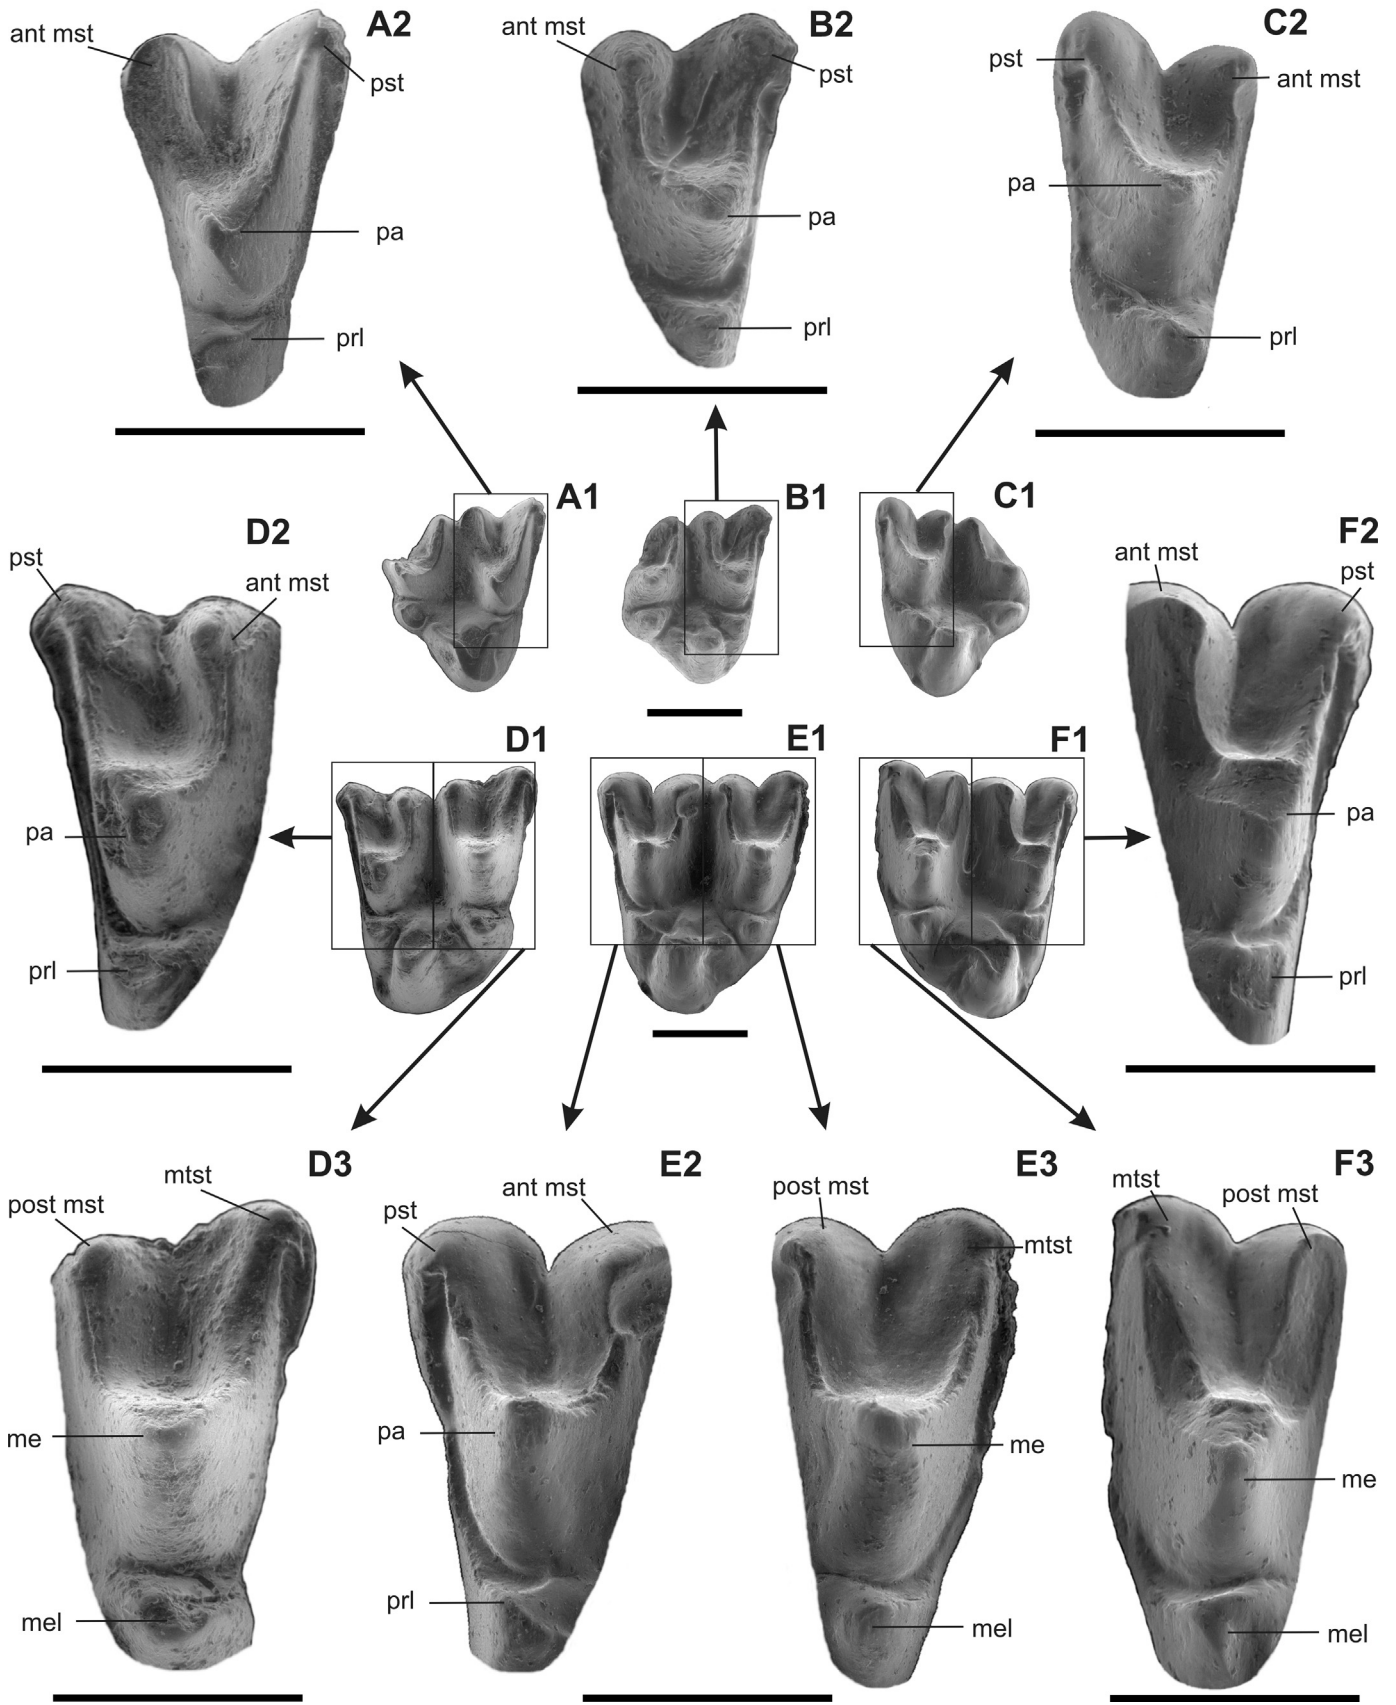 A2
ant mst
pst
pa
prl
B2
ant mst
pst
pa
prl
C2
pst
ant mst
pa
prl
A1
B1
C1
D2
pst
ant mst
pa
prl
D1
E1
F1
F2
ant mst
pst
pa
prl
D3
mtst
post mst
me
mel
E2
ant mst
pst
pa
prl
E3
post mst
mtst
me
mel
F3
mtst
post mst
me
mel